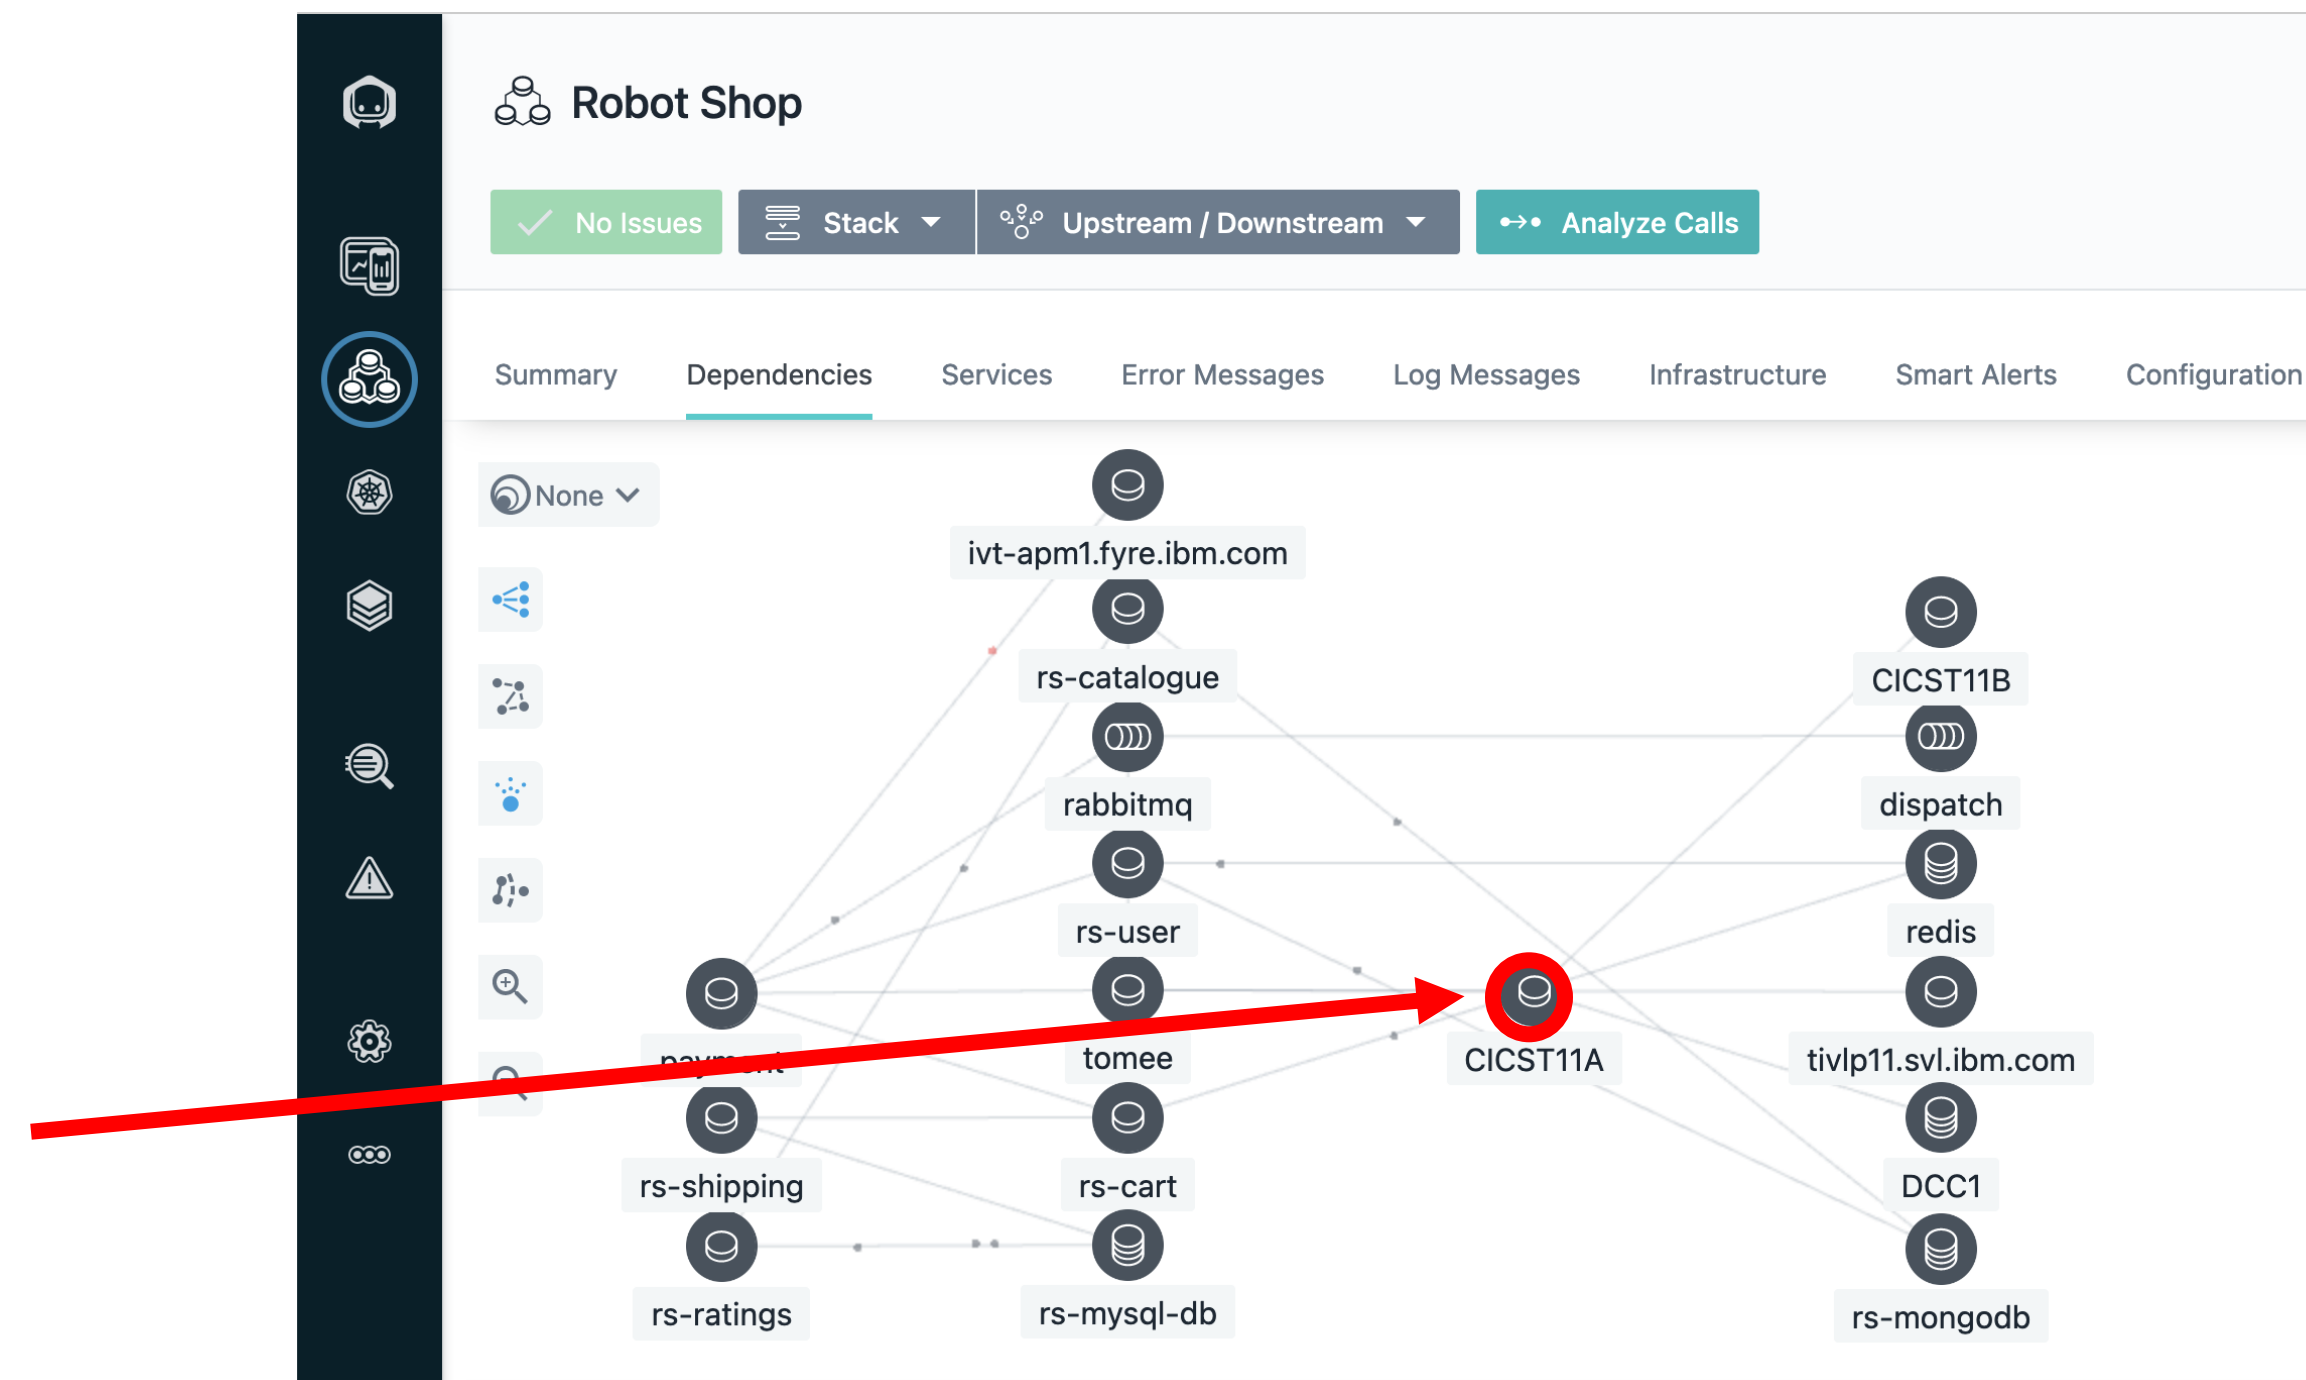 Robot Shop
No Issues
Stack
Upstream / Downstream
Analyze Calls
Summary
Dependencies
Services
Error Messages
Log Messages
Infrastructure
Smart Alerts
Configuration
None
ivt-apm1.fyre.ibm.com
rs-catalogue
CICST11B
rabbitmq
dispatch
rs-user
redis
payment
tomee
CICST11A
tivlp11.svl.ibm.com
rs-shipping
rs-cart
DCC1
rs-ratings
rs-mysql-db
rs-mongodb